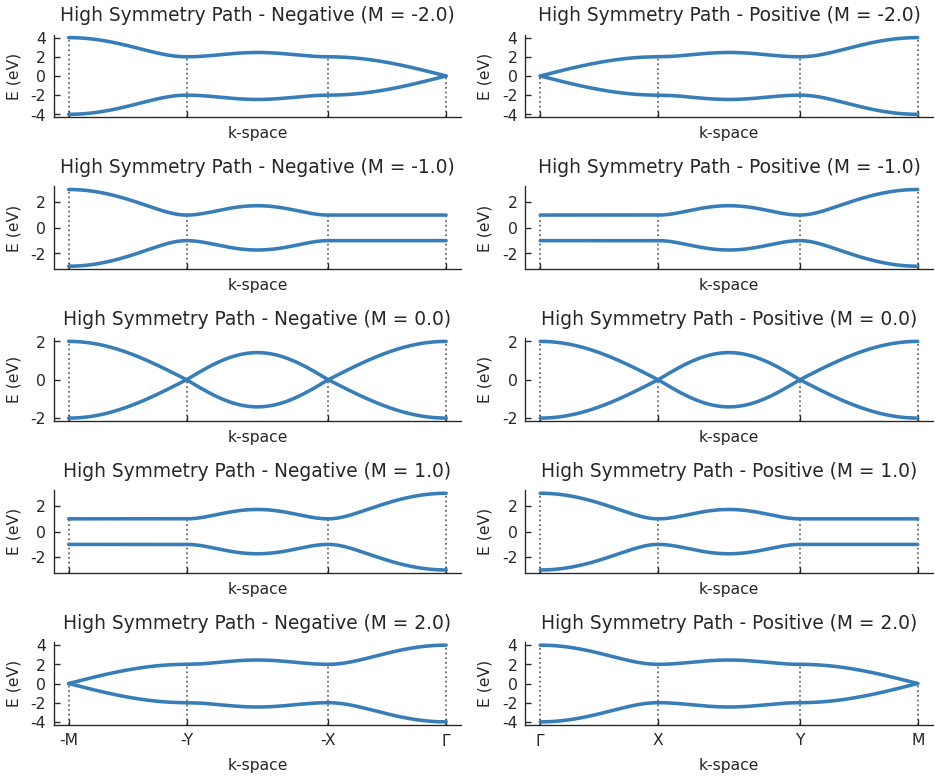 High Symmetry Path - Negative (M = -2.0)
High Symmetry Path - Positive (M = -2.0)
E (eV)
4
2
0
-2
-4
k-space
E (eV)
4
2
0
-2
-4
k-space
High Symmetry Path - Negative (M = -1.0)
High Symmetry Path - Positive (M = -1.0)
E (eV)
2
0
-2
k-space
E (eV)
2
0
-2
k-space
High Symmetry Path - Negative (M = 0.0)
High Symmetry Path - Positive (M = 0.0)
E (eV)
2
0
-2
k-space
E (eV)
2
0
-2
k-space
High Symmetry Path - Negative (M = 1.0)
High Symmetry Path - Positive (M = 1.0)
E (eV)
2
0
-2
k-space
E (eV)
2
0
-2
k-space
High Symmetry Path - Negative (M = 2.0)
High Symmetry Path - Positive (M = 2.0)
E (eV)
4
2
0
-2
-4
-M -Y -X Γ
k-space
E (eV)
4
2
0
-2
-4
Γ X Y M
k-space